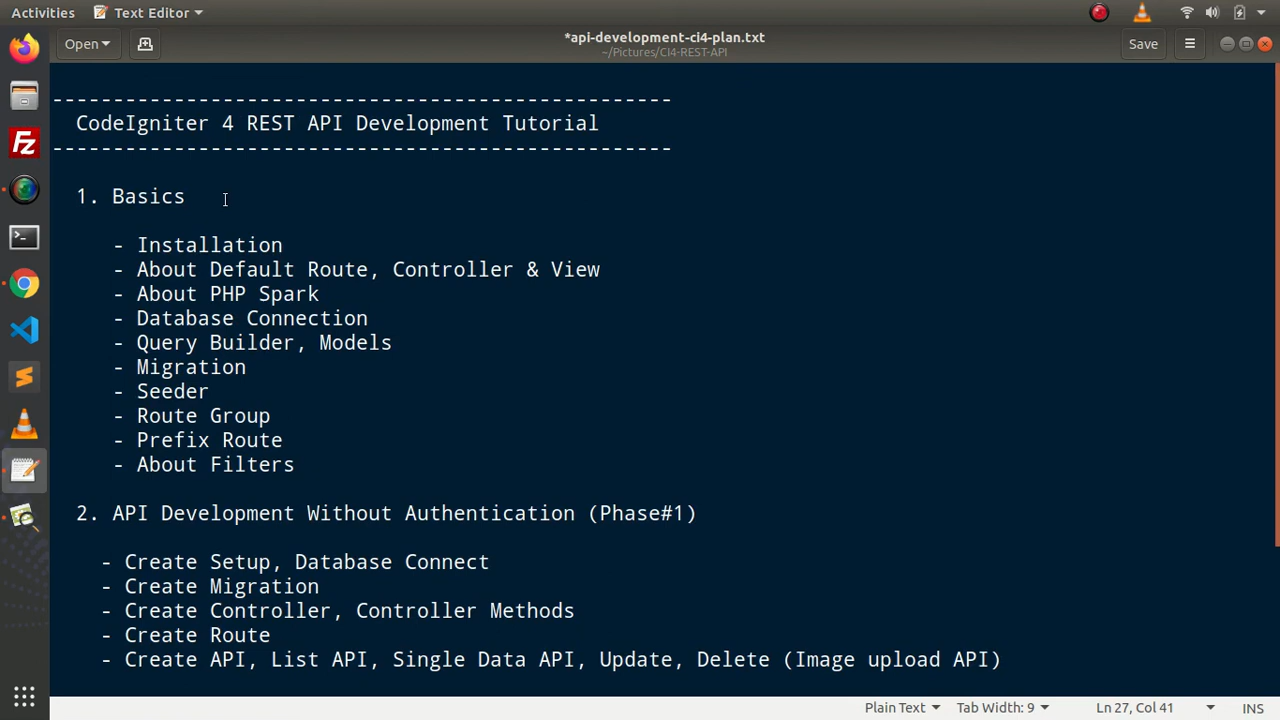 Activities
Text Editor
Open
*api-development-ci4-plan.txt
~/Pictures/CI4-REST-API
Save
---------------------------------------------------
CodeIgniter 4 REST API Development Tutorial
---------------------------------------------------
1. Basics
- Installation
- About Default Route, Controller & View
- About PHP Spark
- Database Connection
- Query Builder, Models
- Migration
- Seeder
- Route Group
- Prefix Route
- About Filters
2. API Development Without Authentication (Phase#1)
- Create Setup, Database Connect
- Create Migration
- Create Controller, Controller Methods
- Create Route
- Create API, List API, Single Data API, Update, Delete (Image upload API)
Plain Text
Tab Width: 9
Ln 27, Col 41
INS